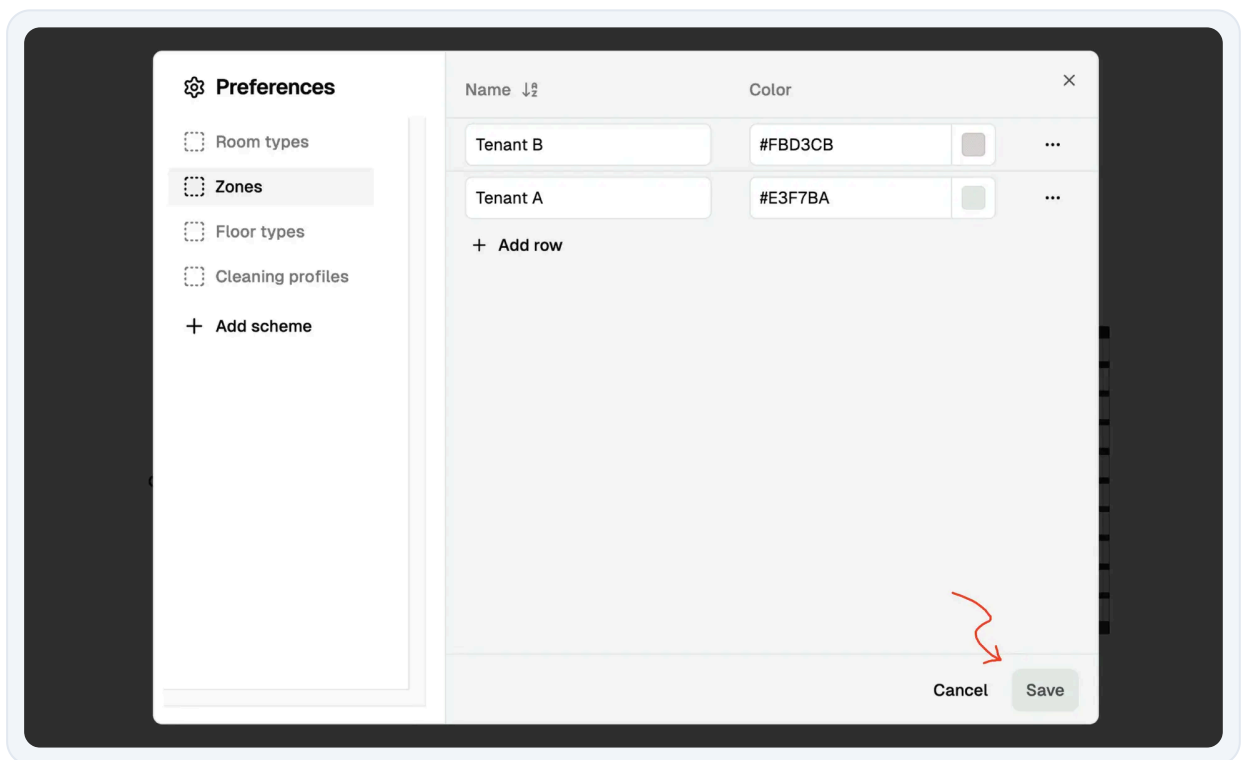 Preferences
Room types
Zones
Floor types
Cleaning profiles
Add scheme
Name
Color
Tenant B #FBD3CB
Tenant A #E3F7BA
Add row
Cancel Save